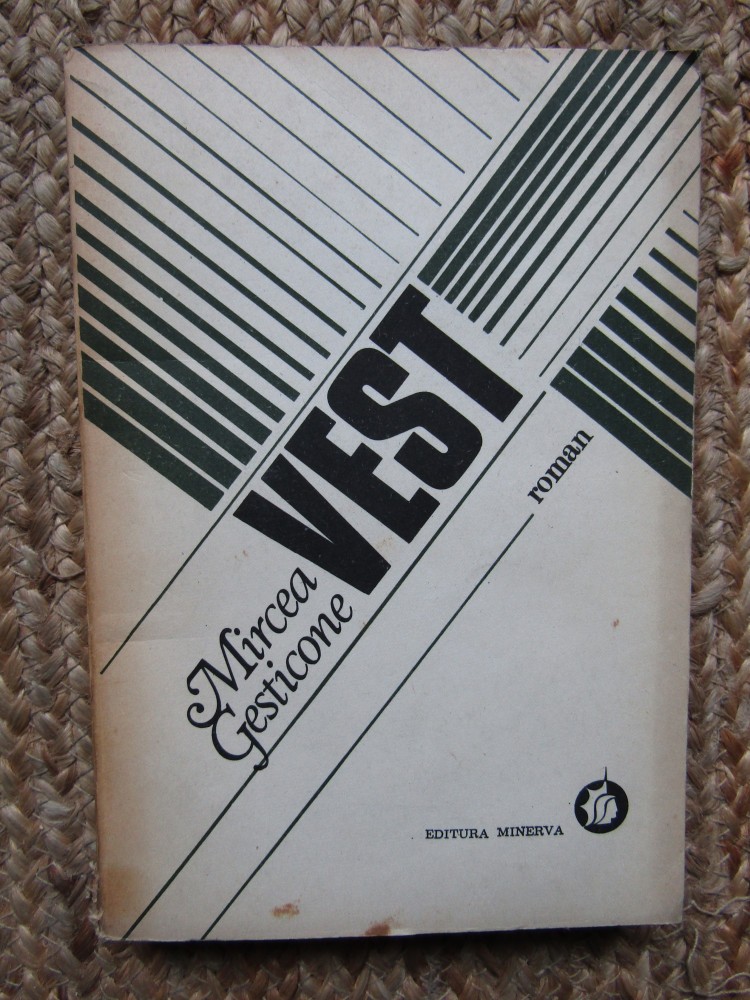 Mircea
Gesticone
VEST
roman
EDITURA MINERVA